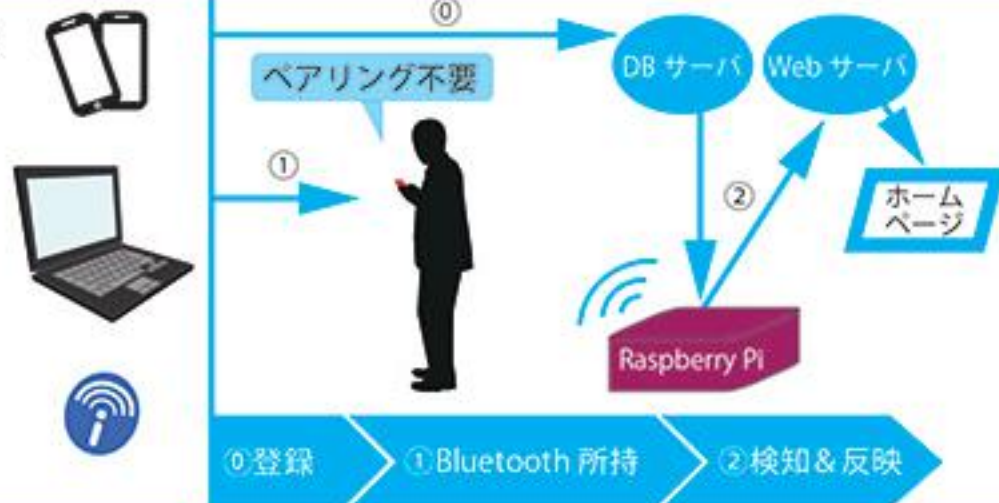 ⓪
DB サーバ
Web サーバ
ペアリング不要
①
②
ホーム
ページ
Raspberry Pi
⓪登録
①Bluetooth 所持
②検知&反映